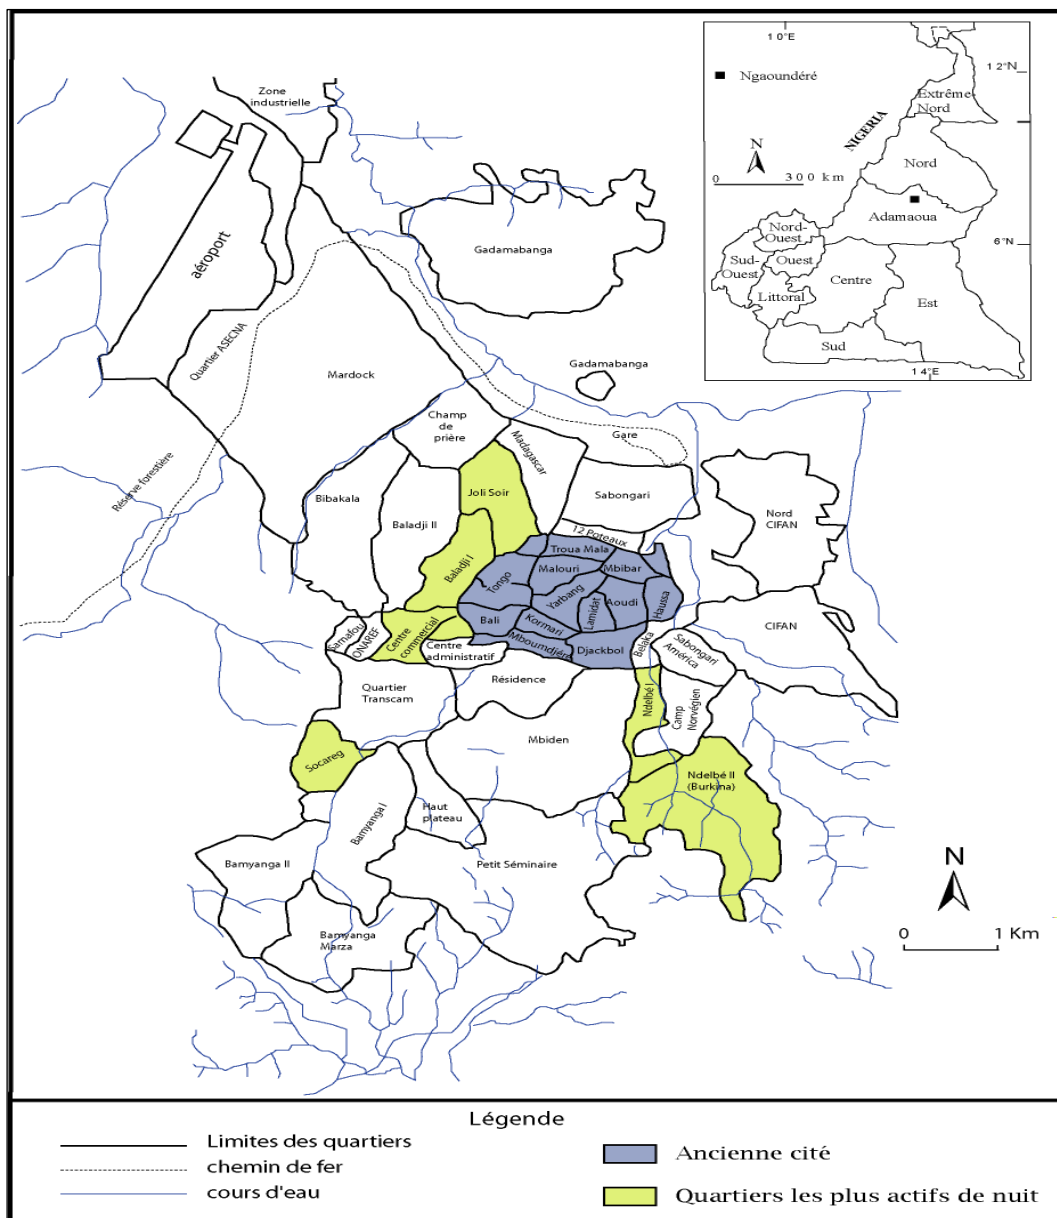 Zone
industrielle
aéroport
Quartier ASECNA
Réserve forestière
Gadamabanga
Gadamabanga
Mardock
Champ
de
prière
Madagascar
Gare
Joli Soir
Sabongari
Bibakala
Baladji II
Baladji I
12 Poteaux
Nord
CIFAN
CIFAN
Troua Mala
Malouri
Mbibar
Tongo
Yarbang
Lamidat
Aoudi
Haussa
Bali
Kormari
Mboumdjéré
Djackbol
Belaka
Sabongari
América
Sarnafou
ONAREF
Centre
commercial
Centre
administratif
Résidence
Quartier
Transcam
Ndelbé I
Camp
Norvégien
Mbiden
Socareg
Ndelbé II
(Burkina)
Haut
plateau
Bamyanga I
Bamyanga II
Petit Séminaire
Bamyanga
Marza
10°E
12°N
Ngaoundéré
Extrême-
Nord
NIGERIA
N
0 300 km
Nord
Adamaoua
Nord-
Ouest
6°N
Sud-
Ouest
Ouest
Centre
Littoral
Est
Sud
14°E
N
0 1 Km
Légende
Limites des quartiers
chemin de fer
cours d'eau
Ancienne cité
Quartiers les plus actifs de nuit